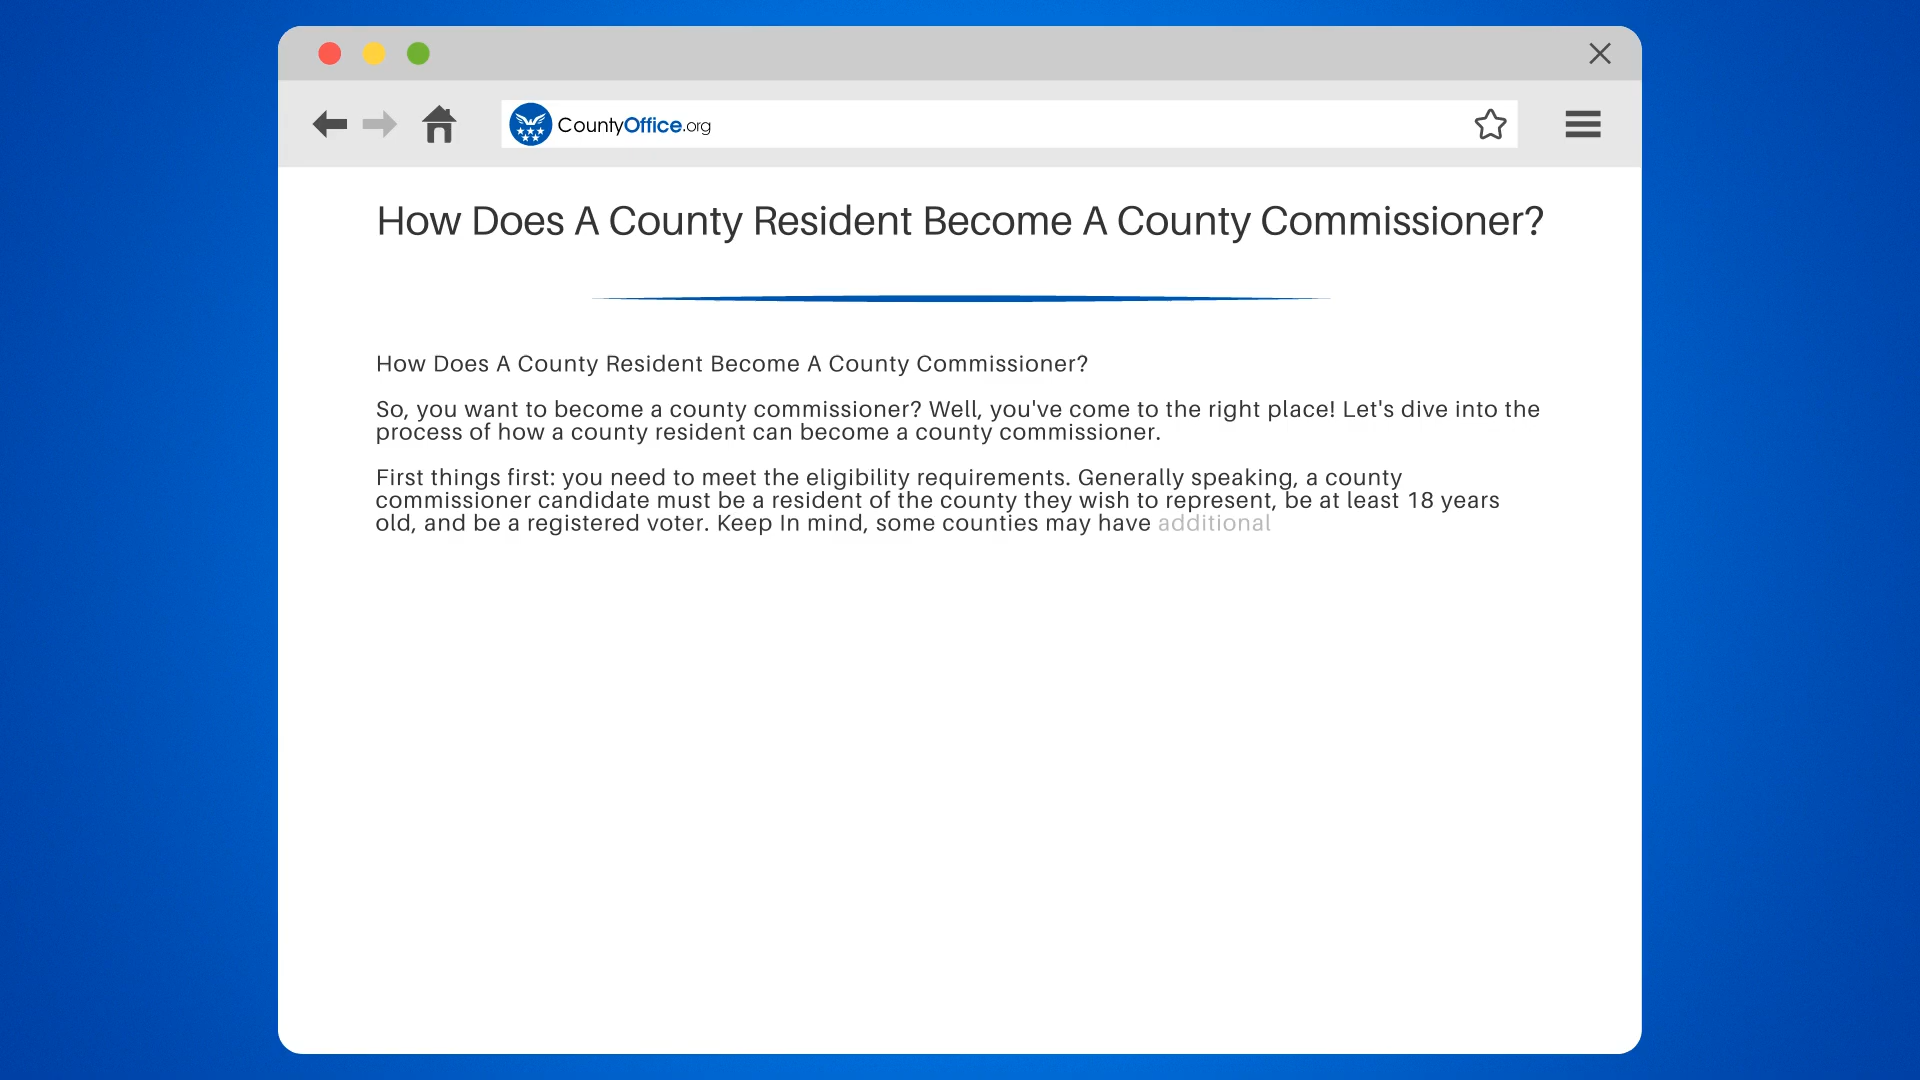 CountyOffice.org
How Does A County Resident Become A County Commissioner?
How Does A County Resident Become A County Commissioner?
So, you want to become a county commissioner? Well, you've come to the right place! Let's dive into the
process of how a county resident can become a county commissioner.
First things first: you need to meet the eligibility requirements. Generally speaking, a county
commissioner candidate must be a resident of the county they wish to represent, be at least 18 years
old, and be a registered voter. Keep In mind, some counties may have additional